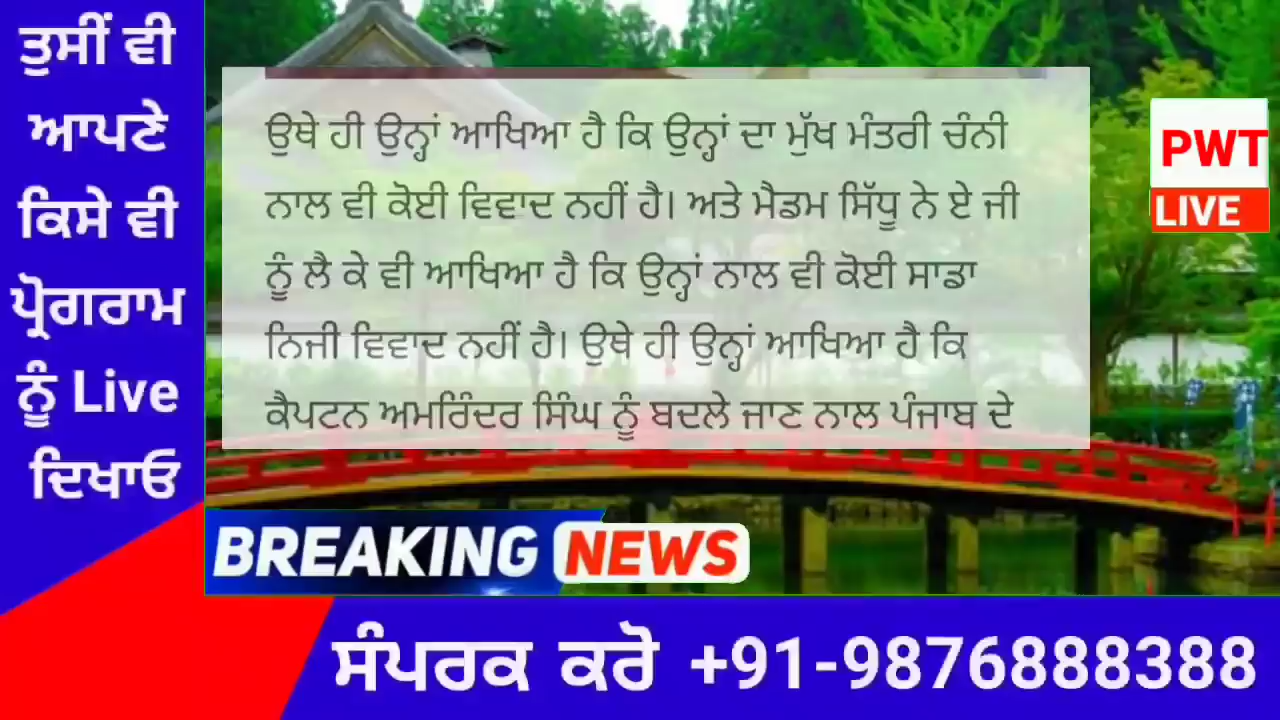 ਤੁਸੀਂ ਵੀ
ਆਪਣੇ
ਕਿਸੇ ਵੀ
ਪ੍ਰੋਗਰਾਮ
ਨੂੰ Live
ਦਿਖਾਓ
ਉਥੇ ਹੀ ਉਨ੍ਹਾਂ ਆਖਿਆ ਹੈ ਕਿ ਉਨ੍ਹਾਂ ਦਾ ਮੁੱਖ ਮੰਤਰੀ ਚੰਨੀ
ਨਾਲ ਵੀ ਕੋਈ ਵਿਵਾਦ ਨਹੀਂ ਹੈ। ਅਤੇ ਮੈਡਮ ਸਿੱਧੂ ਨੇ ਏ ਜੀ
ਨੂੰ ਲੈ ਕੇ ਵੀ ਆਖਿਆ ਹੈ ਕਿ ਉਨ੍ਹਾਂ ਨਾਲ ਵੀ ਕੋਈ ਸਾਡਾ
ਨਿਜੀ ਵਿਵਾਦ ਨਹੀਂ ਹੈ। ਉਥੇ ਹੀ ਉਨ੍ਹਾਂ ਆਖਿਆ ਹੈ ਕਿ
ਕੈਪਟਨ ਅਮਰਿੰਦਰ ਸਿੰਘ ਨੂੰ ਬਦਲੇ ਜਾਣ ਨਾਲ ਪੰਜਾਬ ਦੇ
PWT
LIVE
BREAKING NEWS
ਸੰਪਰਕ ਕਰੋ +91-9876888388